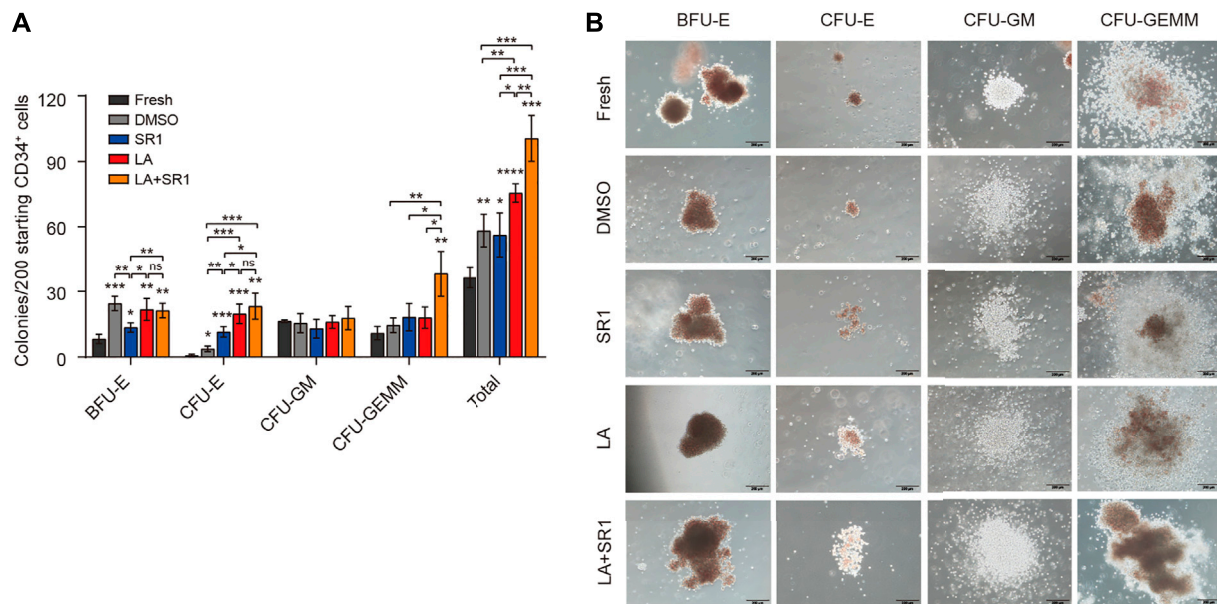 A
Colonies/200 starting CD34⁺ cells
120
90
60
30
0
Fresh
DMSO
SR1
LA
LA+SR1
*** ** * ns
**
*** * ** **
*** *** *
** * ns
* *** *** **
** * *
**
*** ** *** * **
** * **** ***
BFU-E
CFU-E
CFU-GM
CFU-GEMM
Total
B
BFU-E CFU-E CFU-GM CFU-GEMM
Fresh
DMSO
SR1
LA
LA+SR1